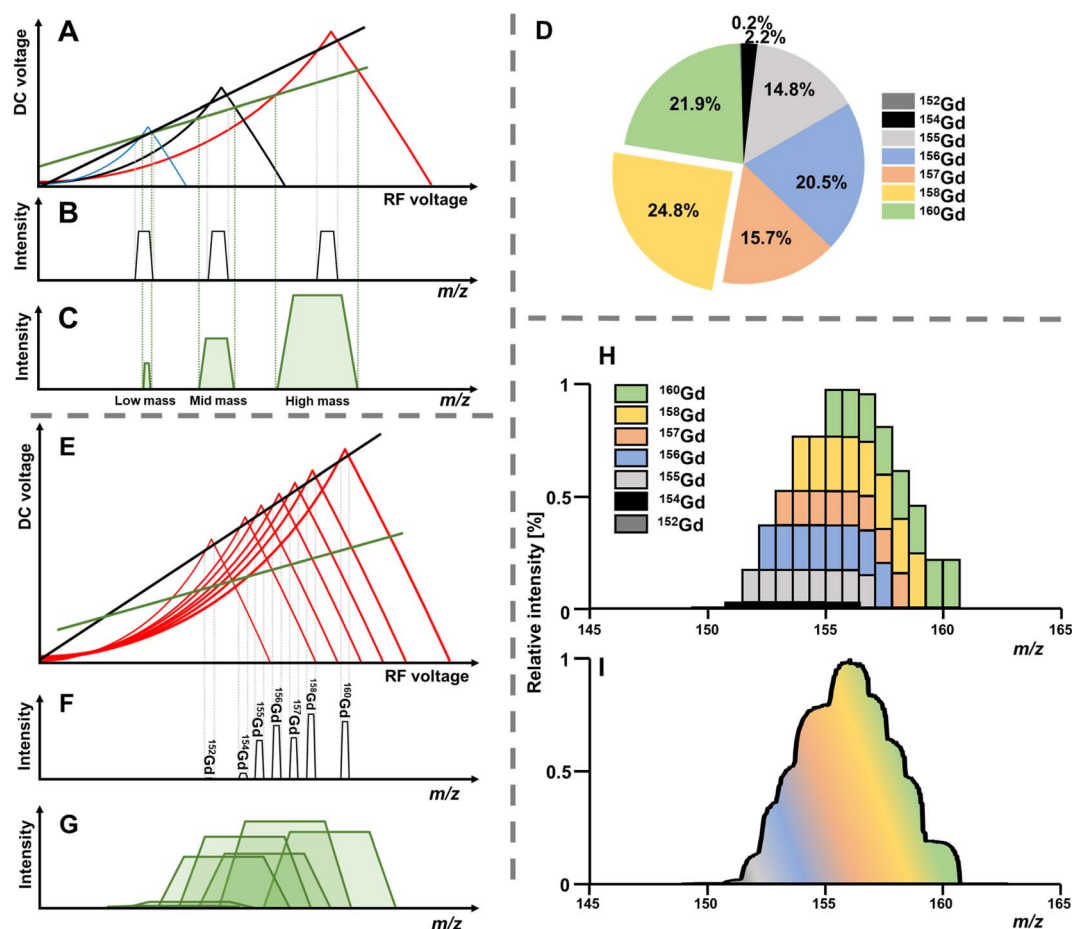 A
DC voltage
RF voltage
B
Intensity
m/z
C
Intensity
Low mass Mid mass High mass
m/z
D
0.2%
2.2%
14.8%
20.5%
15.7%
24.8%
21.9%
¹⁵²Gd
¹⁵⁴Gd
¹⁵⁵Gd
¹⁵⁶Gd
¹⁵⁷Gd
¹⁵⁸Gd
¹⁶⁰Gd
E
DC voltage
RF voltage
F
Intensity
¹⁵²Gd
¹⁵⁴Gd
¹⁵⁵Gd
¹⁵⁶Gd
¹⁵⁷Gd
¹⁵⁸Gd
¹⁶⁰Gd
m/z
G
Intensity
m/z
H
Relative intensity [%]
1
0.5
0
¹⁶⁰Gd
¹⁵⁸Gd
¹⁵⁷Gd
¹⁵⁶Gd
¹⁵⁵Gd
¹⁵⁴Gd
¹⁵²Gd
145 150 155 160 165
m/z
I
1
0.5
0
145 150 155 160 165
m/z